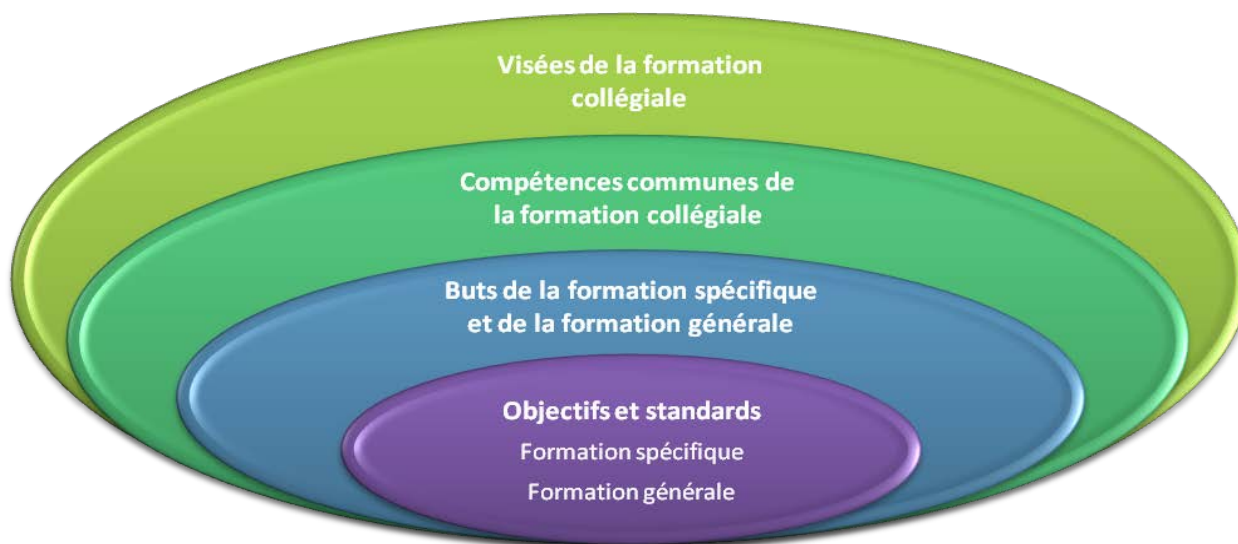 Visées de la formation
collégiale
Compétences communes de
la formation collégiale
Buts de la formation spécifique
et de la formation générale
Objectifs et standards
Formation spécifique
Formation générale